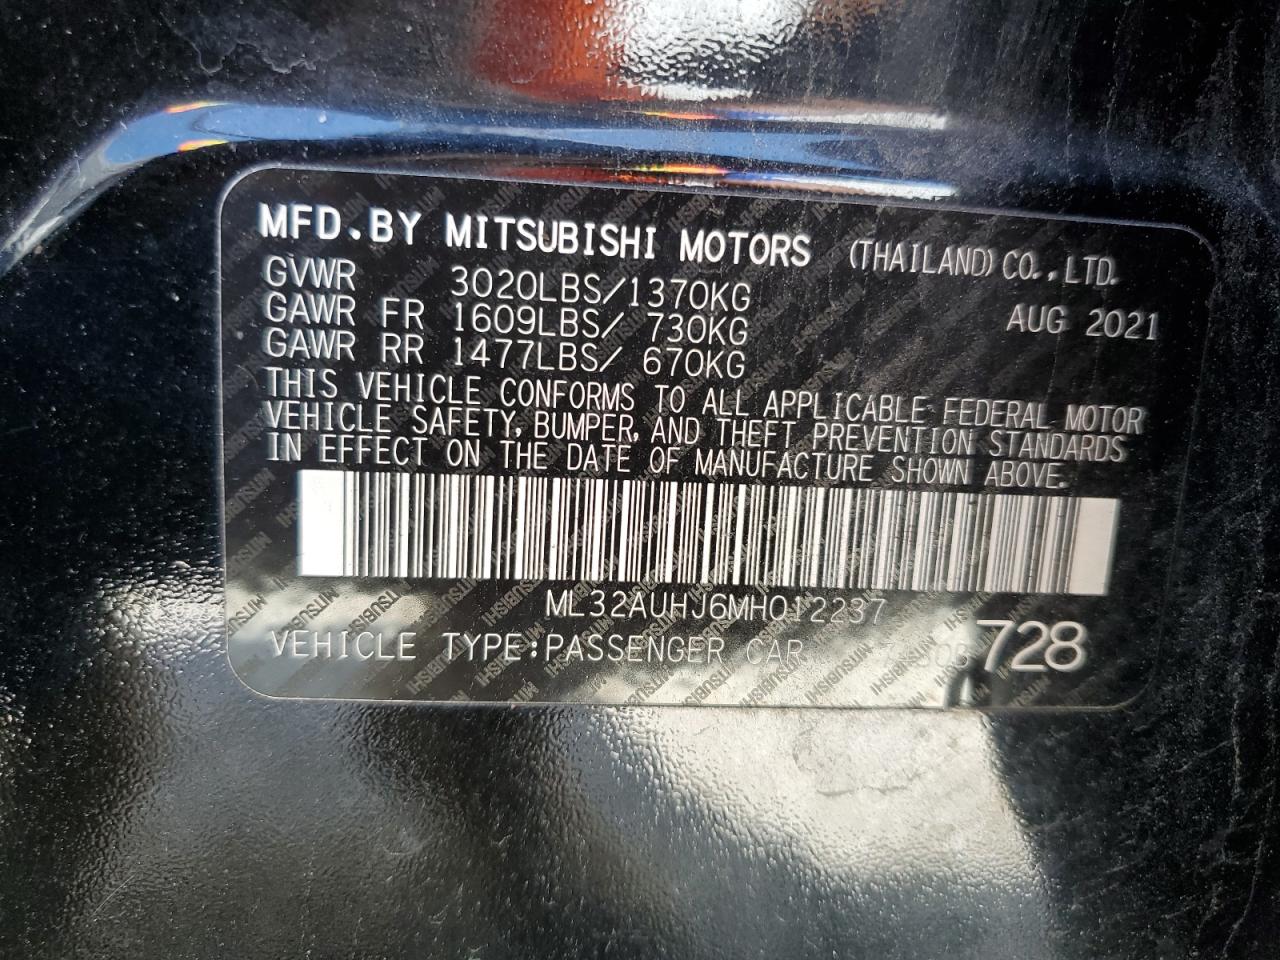 MFD.BY MITSUBISHI MOTORS (THAILAND) CO.,LTD.
GVWR 3020LBS/1370KG AUG 2021
GAWR FR 1609LBS/ 730KG
GAWR RR 1477LBS/ 670KG
THIS VEHICLE CONFORMS TO ALL APPLICABLE FEDERAL MOTOR
VEHICLE SAFETY, BUMPER, AND THEFT PREVENTION STANDARDS
IN EFFECT ON THE DATE OF MANUFACTURE SHOWN ABOVE.
ML32AUHJ6MH012237
VEHICLE TYPE:PASSENGER CAR 728